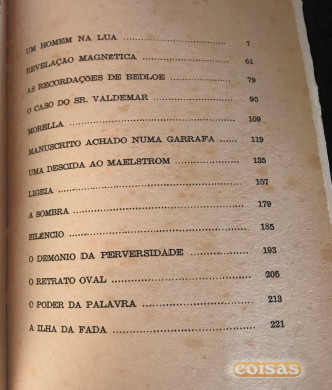 UM HOMEM NA LUA .......................... 7
REVELAÇÃO MAGNÉTICA .................. 61
AS RECORDAÇÕES DE BEDLOE ......... 79
O CASO DO SR. VALDEMAR ............. 95
MORELLA ...................................... 109
MANUSCRITO ACHADO NUMA GARRAFA ...... 119
UMA DESCIDA AO MAELSTROM ............ 135
LIGEIA ........................................ 157
A SOMBRA .................................... 179
SILÊNCIO ..................................... 185
O DEMÓNIO DA PERVERSIDADE ......... 193
O RETRATO OVAL ........................... 205
O PODER DA PALAVRA ..................... 213
A ILHA DA FADA ............................ 221
coisas